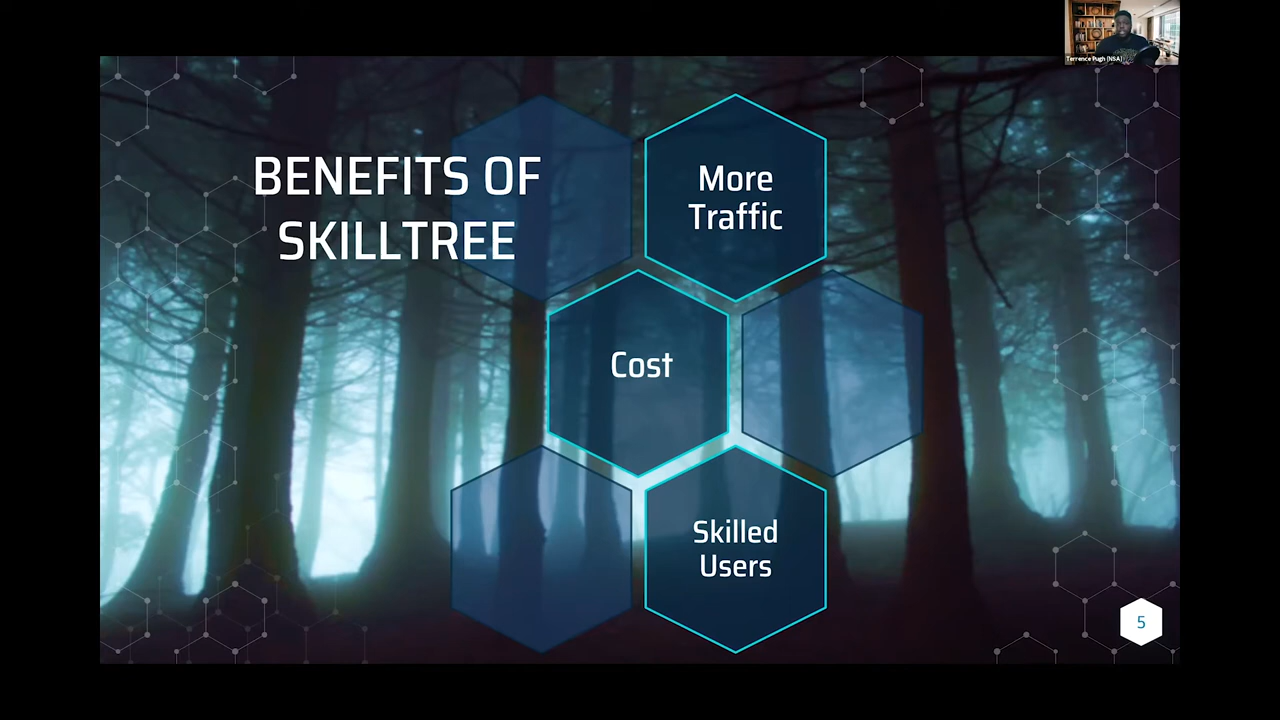 Terrence Pugh (NSA)
BENEFITS OF
SKILLTREE
More
Traffic
Cost
Skilled
Users
5